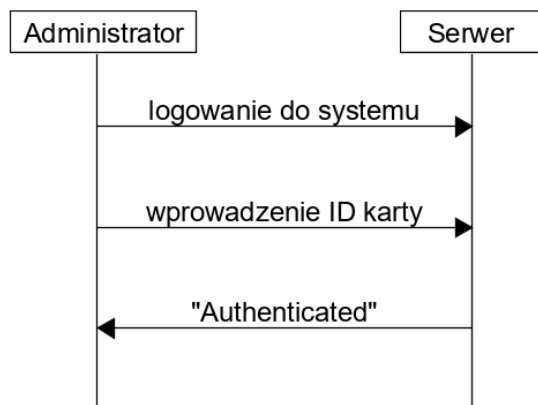 Administrator
Serwer
logowanie do systemu
wprowadzenie ID karty
"Authenticated"